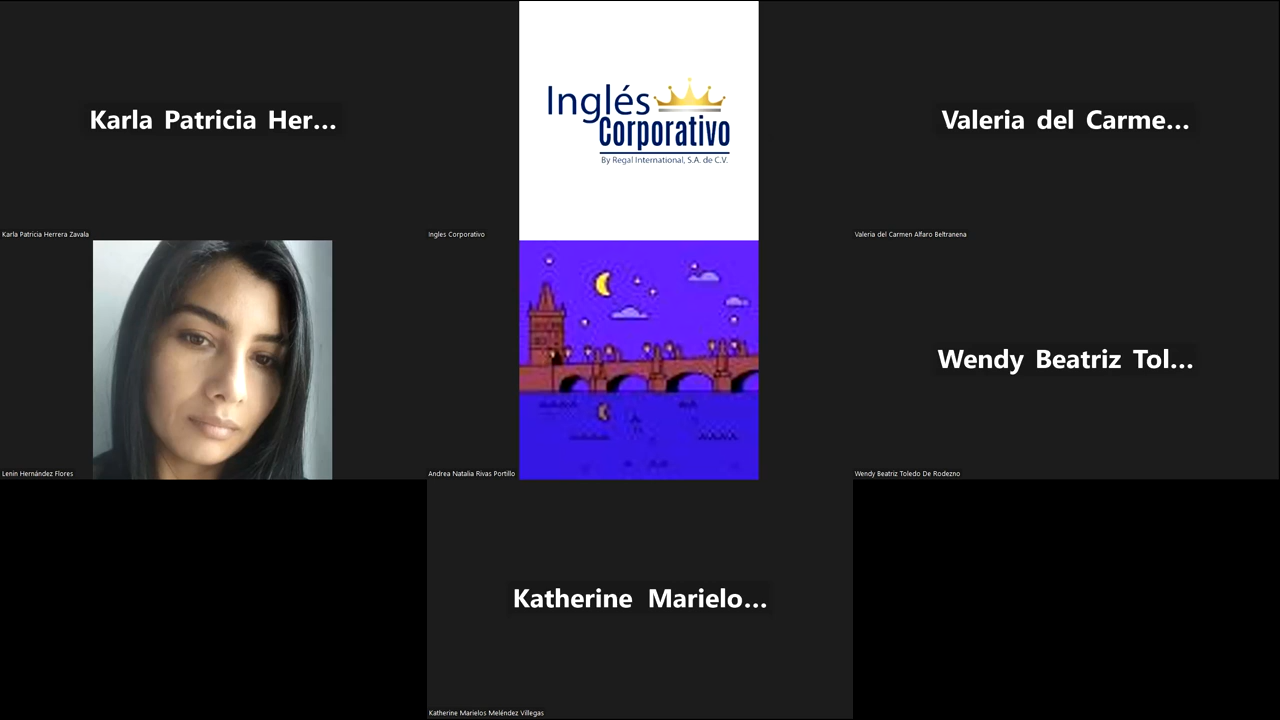 Karla Patricia Her...
Karla Patricia Herrera Zavala
Inglés
Corporativo
By Regal International, S.A. de C.V.
Ingles Corporativo
Valeria del Carme...
Valeria del Carmen Alfaro Beltranena
Lenin Hernández Flores
Andrea Natalia Rivas Portillo
Wendy Beatriz Tol...
Wendy Beatriz Toledo De Rodezno
Katherine Marielo...
Katherine Marielos Meléndez Villegas